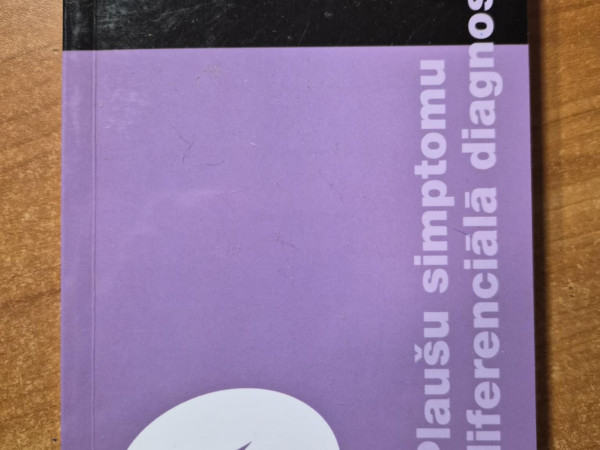 Plaušu simptomu
diferenciālā diagnos